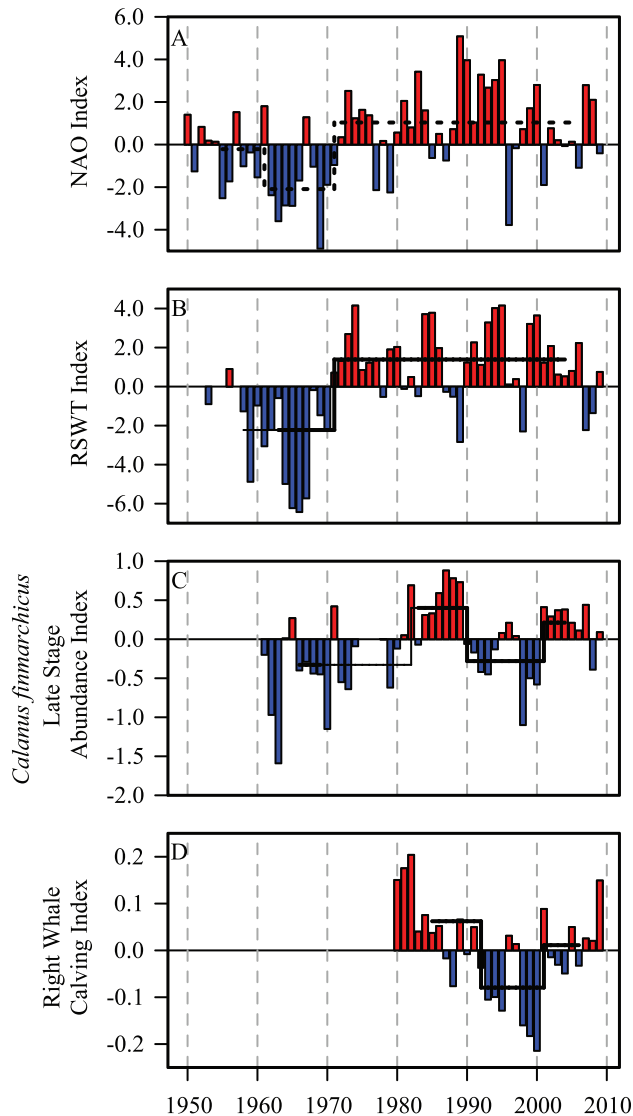 A
NAO Index
6.0
4.0
2.0
0.0
-2.0
-4.0
B
RSWT Index
4.0
2.0
0.0
-2.0
-4.0
-6.0
C
Calanus finmarchicus
Late Stage
Abundance Index
1.0
0.5
0.0
-0.5
-1.0
-1.5
-2.0
D
Right Whale
Calving Index
0.2
0.1
0.0
-0.1
-0.2
1950 1960 1970 1980 1990 2000 2010